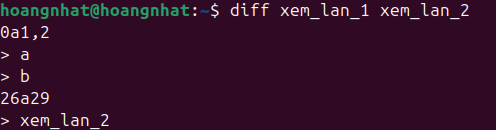 hoangnhat@hoangnhat:~$ diff xem_lan_1 xem_lan_2
0a1,2
> a
> b
26a29
> xem_lan_2